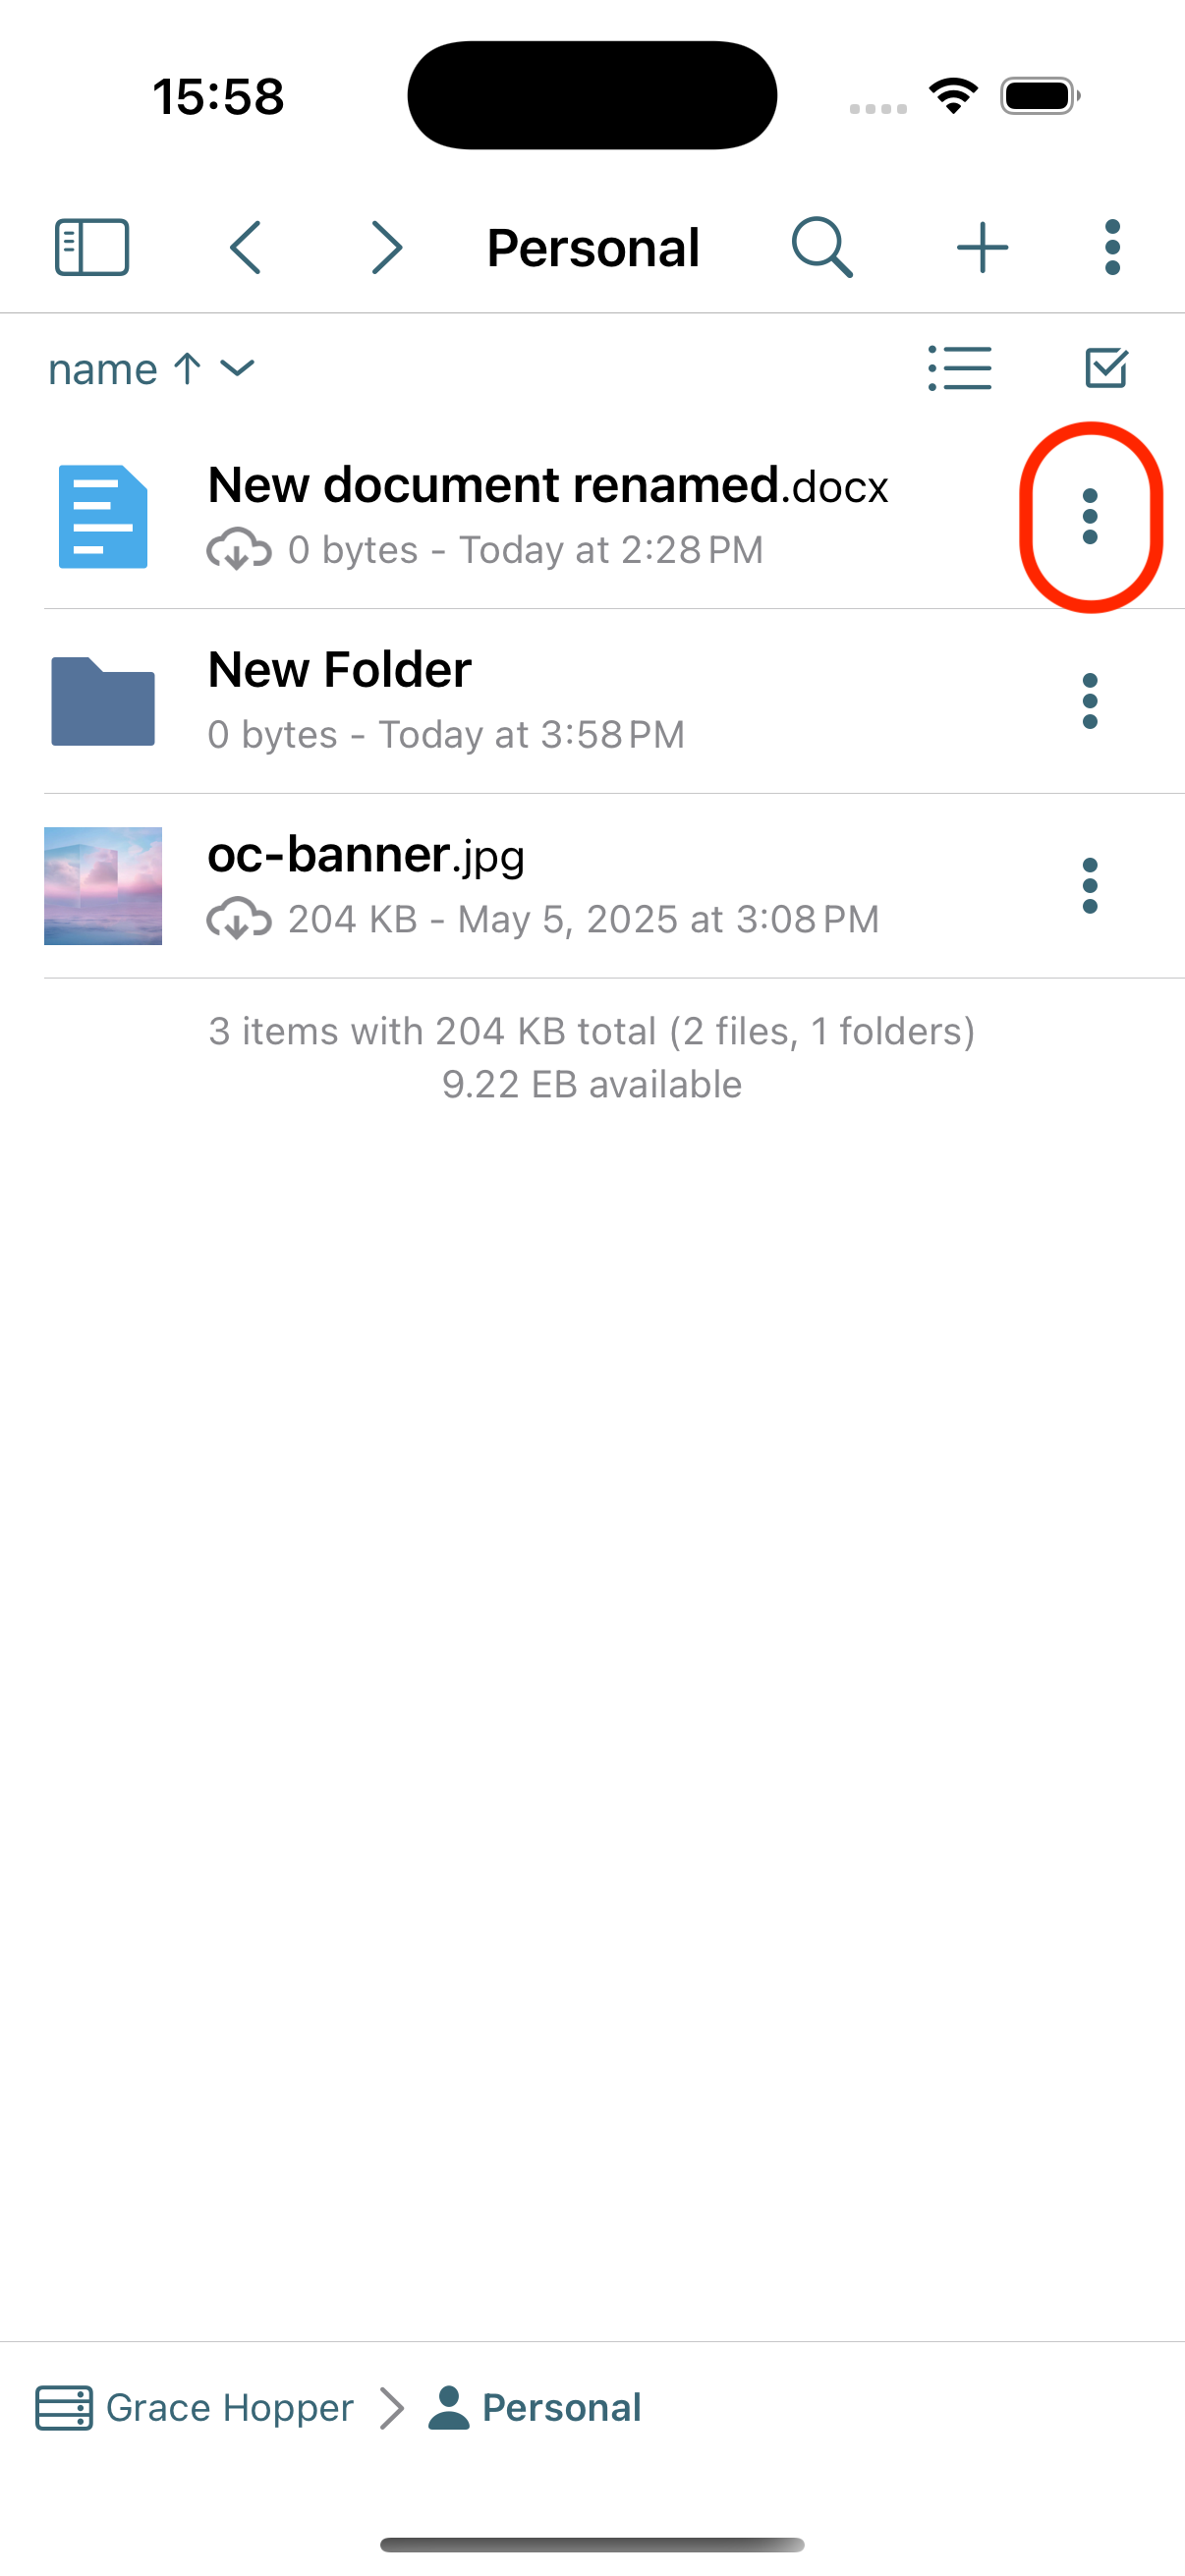 15:58
Personal
name ↑
New document renamed.docx
0 bytes - Today at 2:28 PM
New Folder
0 bytes - Today at 3:58 PM
oc-banner.jpg
204 KB - May 5, 2025 at 3:08 PM
3 items with 204 KB total (2 files, 1 folders)
9.22 EB available
Grace Hopper > Personal